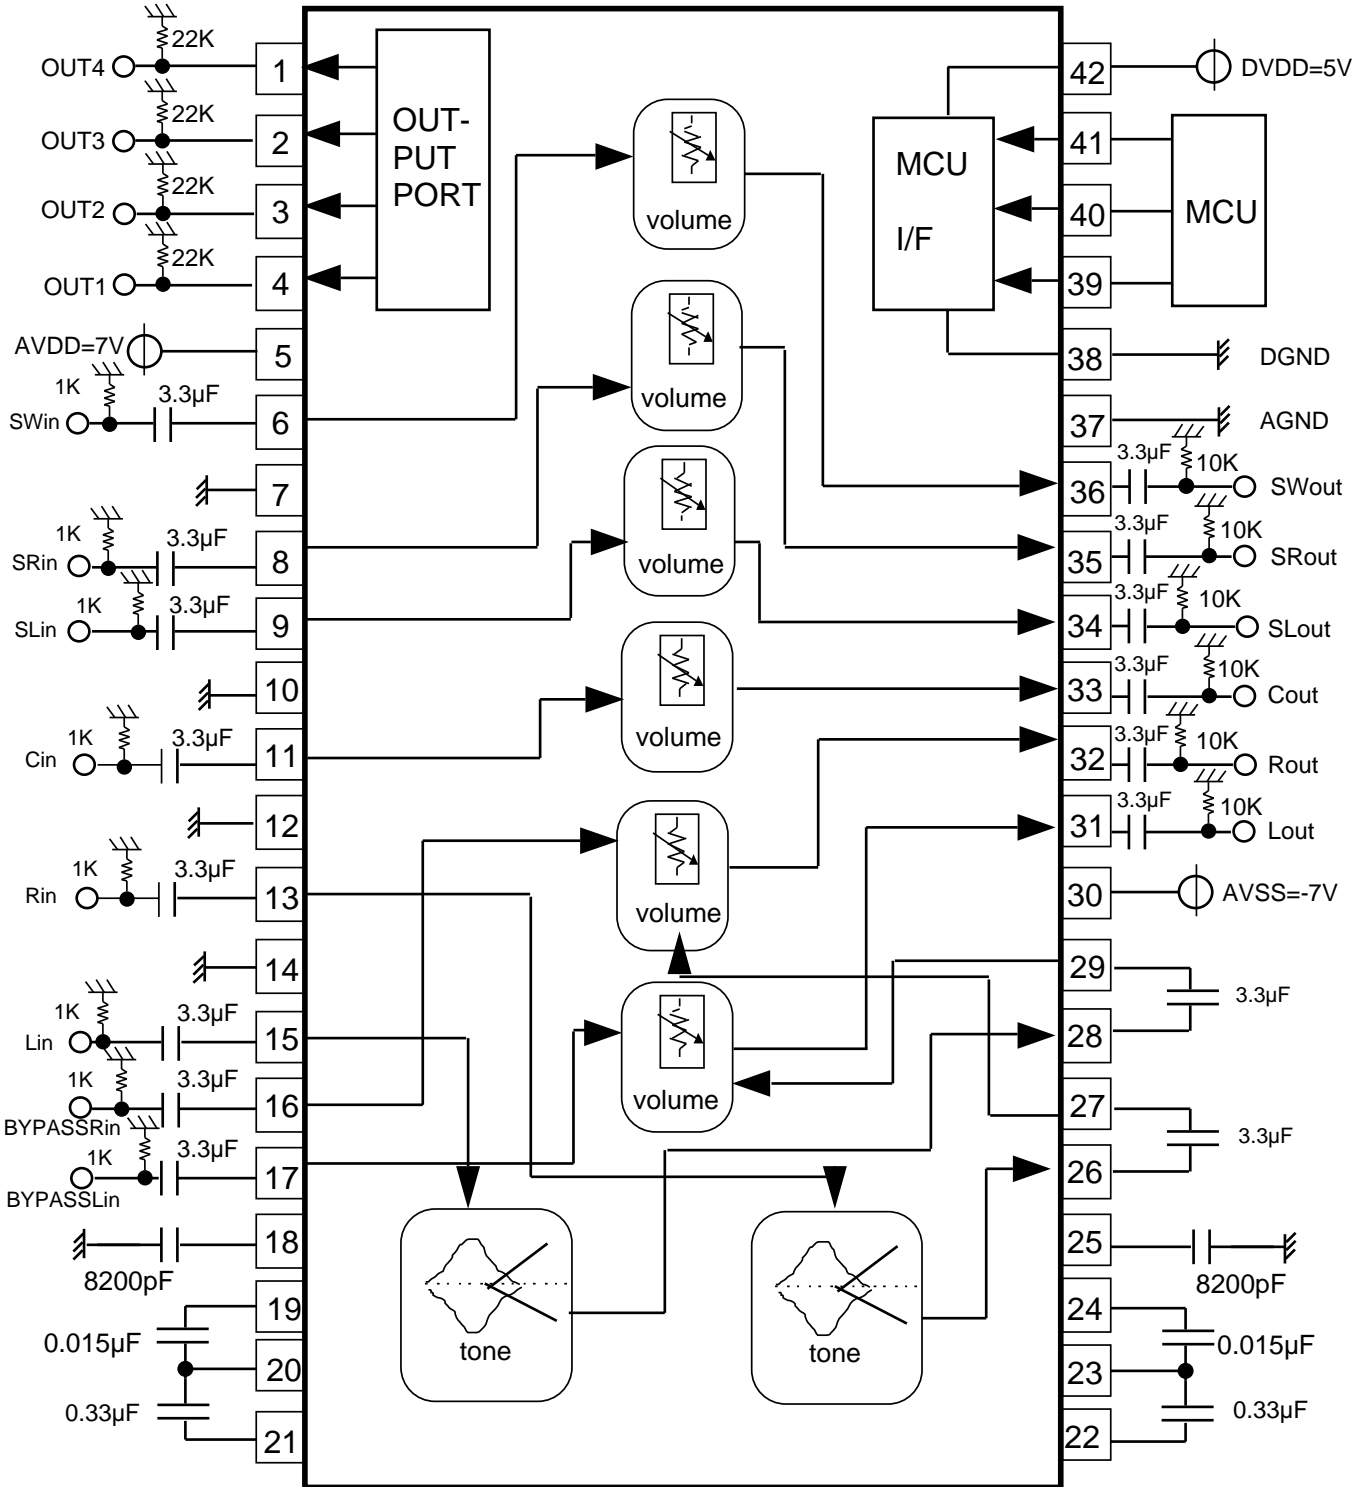 22K
OUT4
1
22K
OUT3
2
22K
OUT2
3
22K
OUT1
4
OUT-
PUT
PORT
AVDD=7V
5
1K
3.3µF
SWin
6
7
1K
3.3µF
SRin
8
1K
3.3µF
SLin
9
10
1K
3.3µF
Cin
11
12
1K
3.3µF
Rin
13
14
1K
3.3µF
Lin
15
1K
3.3µF
BYPASSRin
16
1K
3.3µF
BYPASSLin
17
18
8200pF
19
0.015µF
20
0.33µF
21
volume
volume
volume
volume
volume
volume
tone
tone
MCU
I/F
MCU
42
DVDD=5V
41
40
39
38
DGND
37
AGND
3.3µF
10K
36
SWout
3.3µF
10K
35
SRout
3.3µF
10K
34
SLout
3.3µF
10K
33
Cout
3.3µF
10K
32
Rout
3.3µF
10K
31
Lout
30
AVSS=-7V
29
3.3µF
28
27
3.3µF
26
25
8200pF
24
0.015µF
23
0.33µF
22